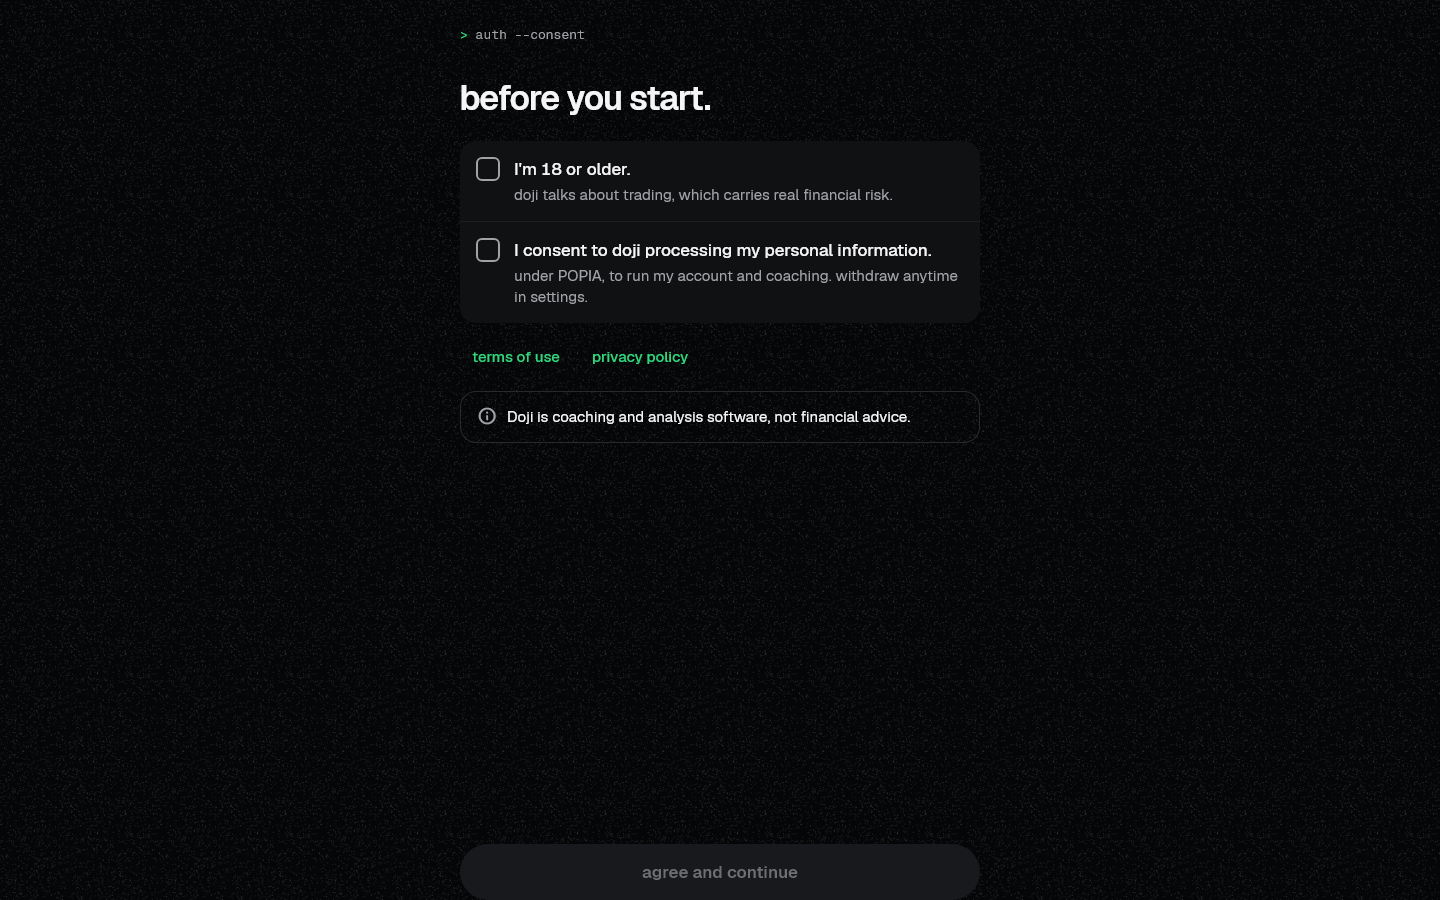 > auth --consent
before you start.
I'm 18 or older.
doji talks about trading, which carries real financial risk.
I consent to doji processing my personal information.
under POPIA, to run my account and coaching. withdraw anytime
in settings.
terms of use privacy policy
Doji is coaching and analysis software, not financial advice.
agree and continue